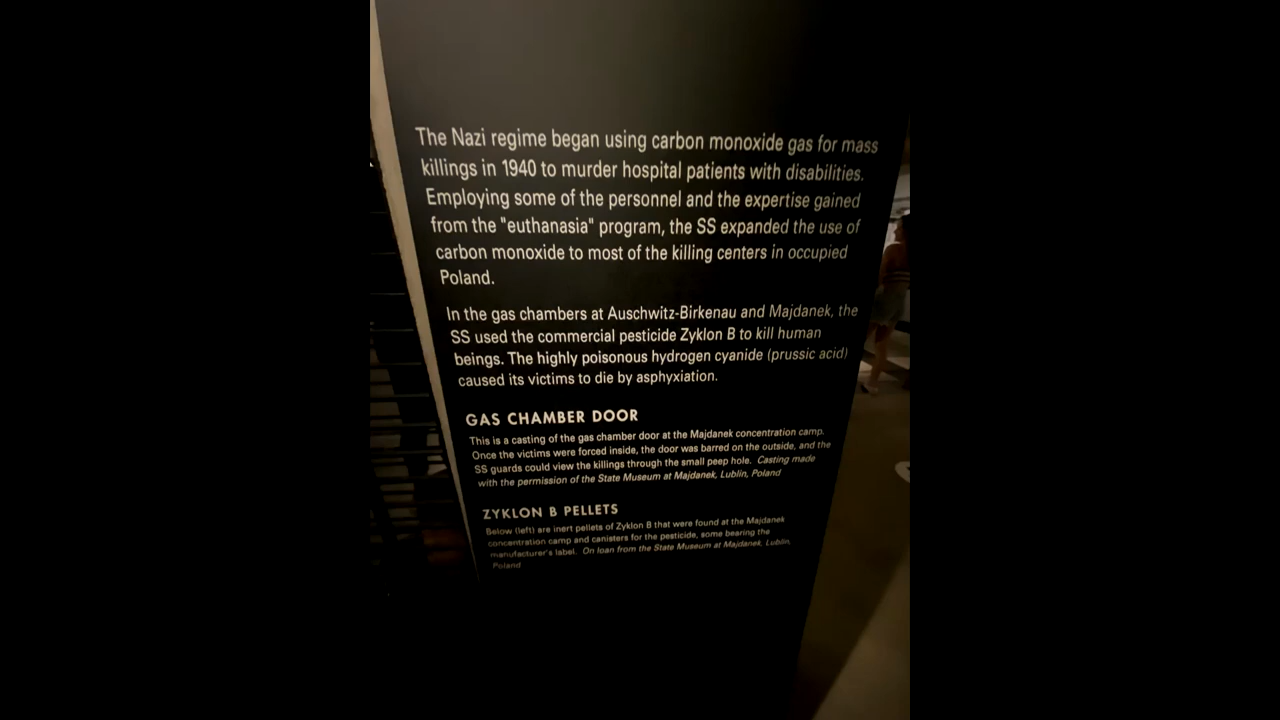 The Nazi regime began using carbon monoxide gas for mass
killings in 1940 to murder hospital patients with disabilities.
Employing some of the personnel and the expertise gained
from the "euthanasia" program, the SS expanded the use of
carbon monoxide to most of the killing centers in occupied
Poland.
In the gas chambers at Auschwitz-Birkenau and Majdanek, the
SS used the commercial pesticide Zyklon B to kill human
beings. The highly poisonous hydrogen cyanide (prussic acid)
caused its victims to die by asphyxiation.
GAS CHAMBER DOOR
This is a casting of the gas chamber door at the Majdanek concentration camp.
Once the victims were forced inside, the door was barred on the outside, and the
SS guards could view the killings through the small peep hole. Casting made
with the permission of the State Museum at Majdanek, Lublin, Poland
ZYKLON B PELLETS
Below (left) are inert pellets of Zyklon B that were found at the Majdanek
concentration camp and canisters for the pesticide, some bearing the
manufacturer's label. On loan from the State Museum at Majdanek, Lublin,
Poland